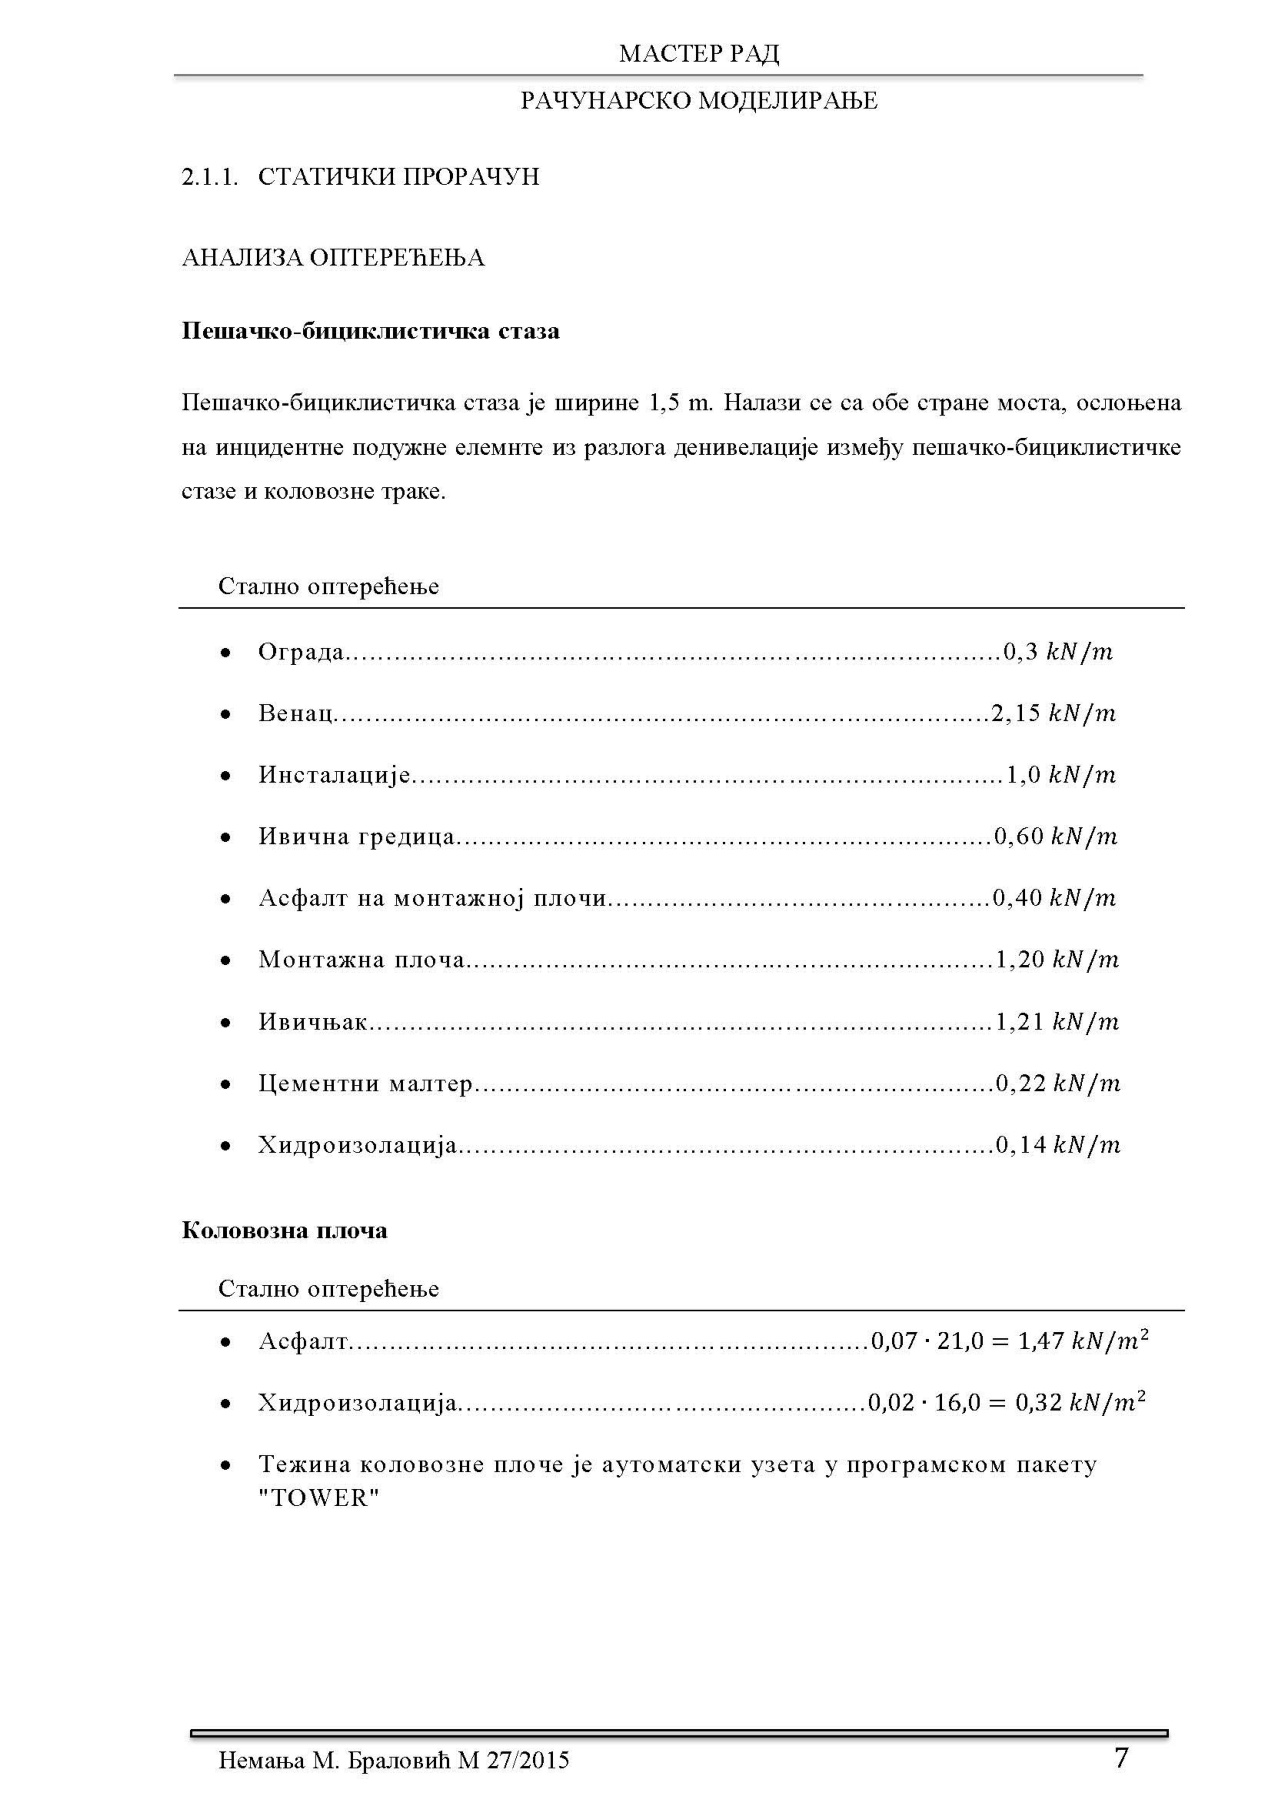 МАСТЕР РАД
РАЧУНАРСКО МОДЕЛИРАЊЕ
2.1.1. СТАТИЧКИ ПРОРАЧУН
АНАЛИЗА ОПТЕРЕЋЕЊА
Пешачко-бициклистичка стаза
Пешачко-бициклистичка стаза је ширине 1,5 m. Налази се са обе стране моста, ослоњена
на инцидентне подужне елемнте из разлога денивелације између пешачко-бициклистичке
стазе и коловозне траке.
Стално оптерећење
• Ограда................................................................................0,3 kN/m
• Венац................................................................................2,15 kN/m
• Инсталације........................................................................1,0 kN/m
• Ивична гредица.................................................................0,60 kN/m
• Асфалт на монтажној плочи...............................................0,40 kN/m
• Монтажна плоча................................................................1,20 kN/m
• Ивичњак............................................................................1,21 kN/m
• Цементни малтер...............................................................0,22 kN/m
• Хидроизолација.................................................................0,14 kN/m
Коловозна плоча
Стално оптерећење
• Асфалт...............................................................0,07 · 21,0 = 1,47 kN/m²
• Хидроизолација..................................................0,02 · 16,0 = 0,32 kN/m²
• Тежина коловозне плоче је аутоматски узета у програмском пакету
"TOWER"
Немања М. Браловић М 27/2015 7